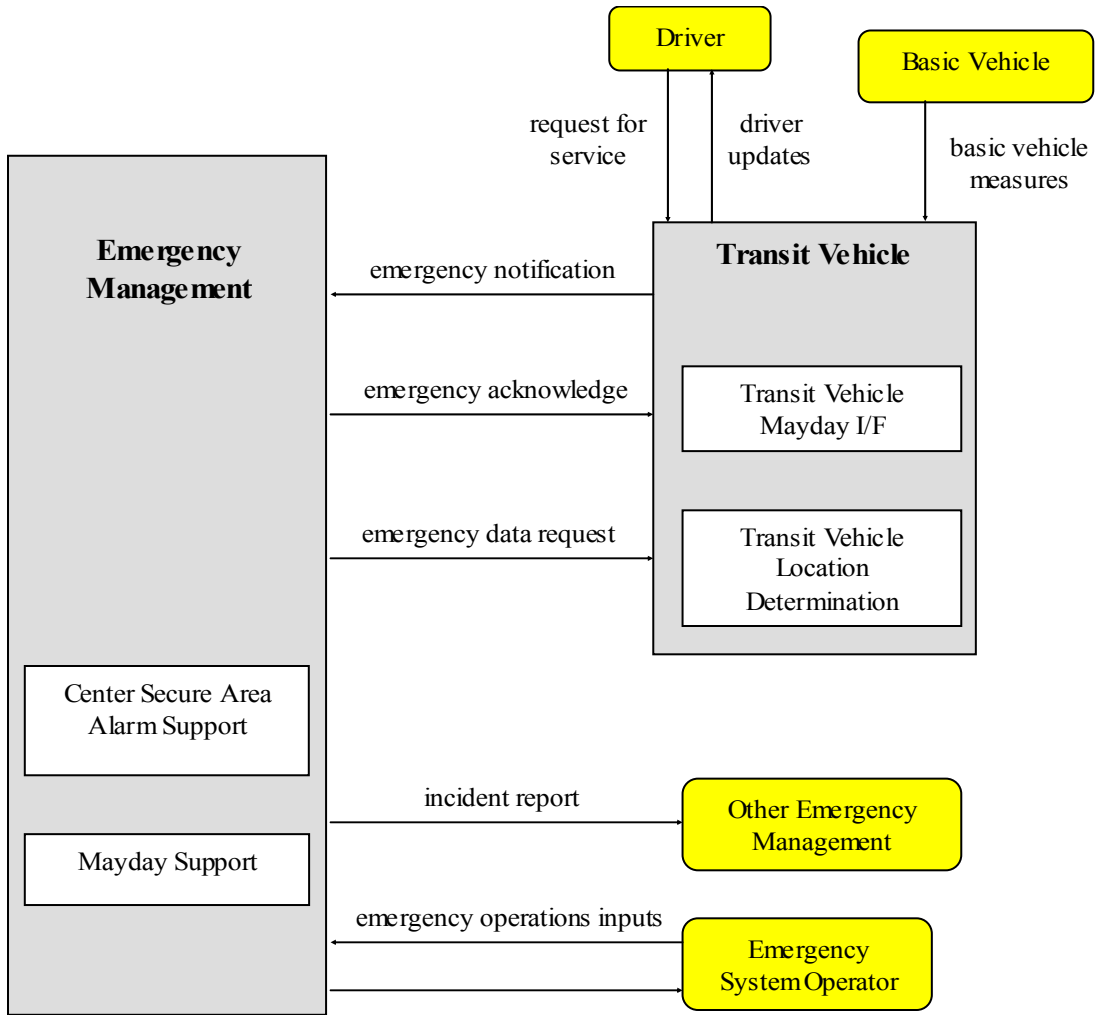 Driver
Basic Vehicle
request for
service
driver
updates
basic vehicle
measures
Emergency
Management
Transit Vehicle
emergency notification
emergency acknowledge
Transit Vehicle
Mayday I/F
emergency data request
Transit Vehicle
Location
Determination
Center Secure Area
Alarm Support
incident report
Other Emergency
Management
Mayday Support
emergency operations inputs
Emergency
System Operator